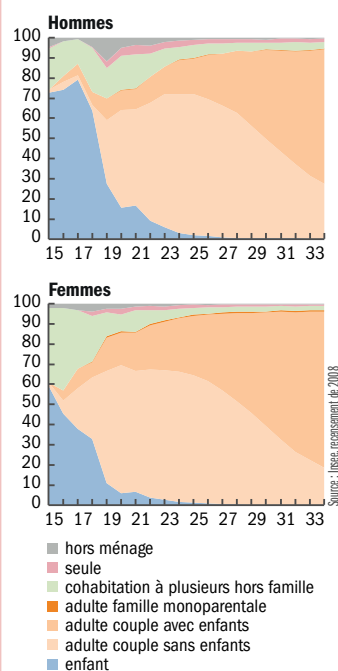 Hommes
100
90
80
70
60
50
40
30
20
10
0
15 17 19 21 23 25 27 29 31 33
Femmes
100
90
80
70
60
50
40
30
20
10
0
15 17 19 21 23 25 27 29 31 33
Source : Insee, recensement de 2008
hors ménage
seule
cohabitation à plusieurs hors famille
adulte famille monoparentale
adulte couple avec enfants
adulte couple sans enfants
enfant